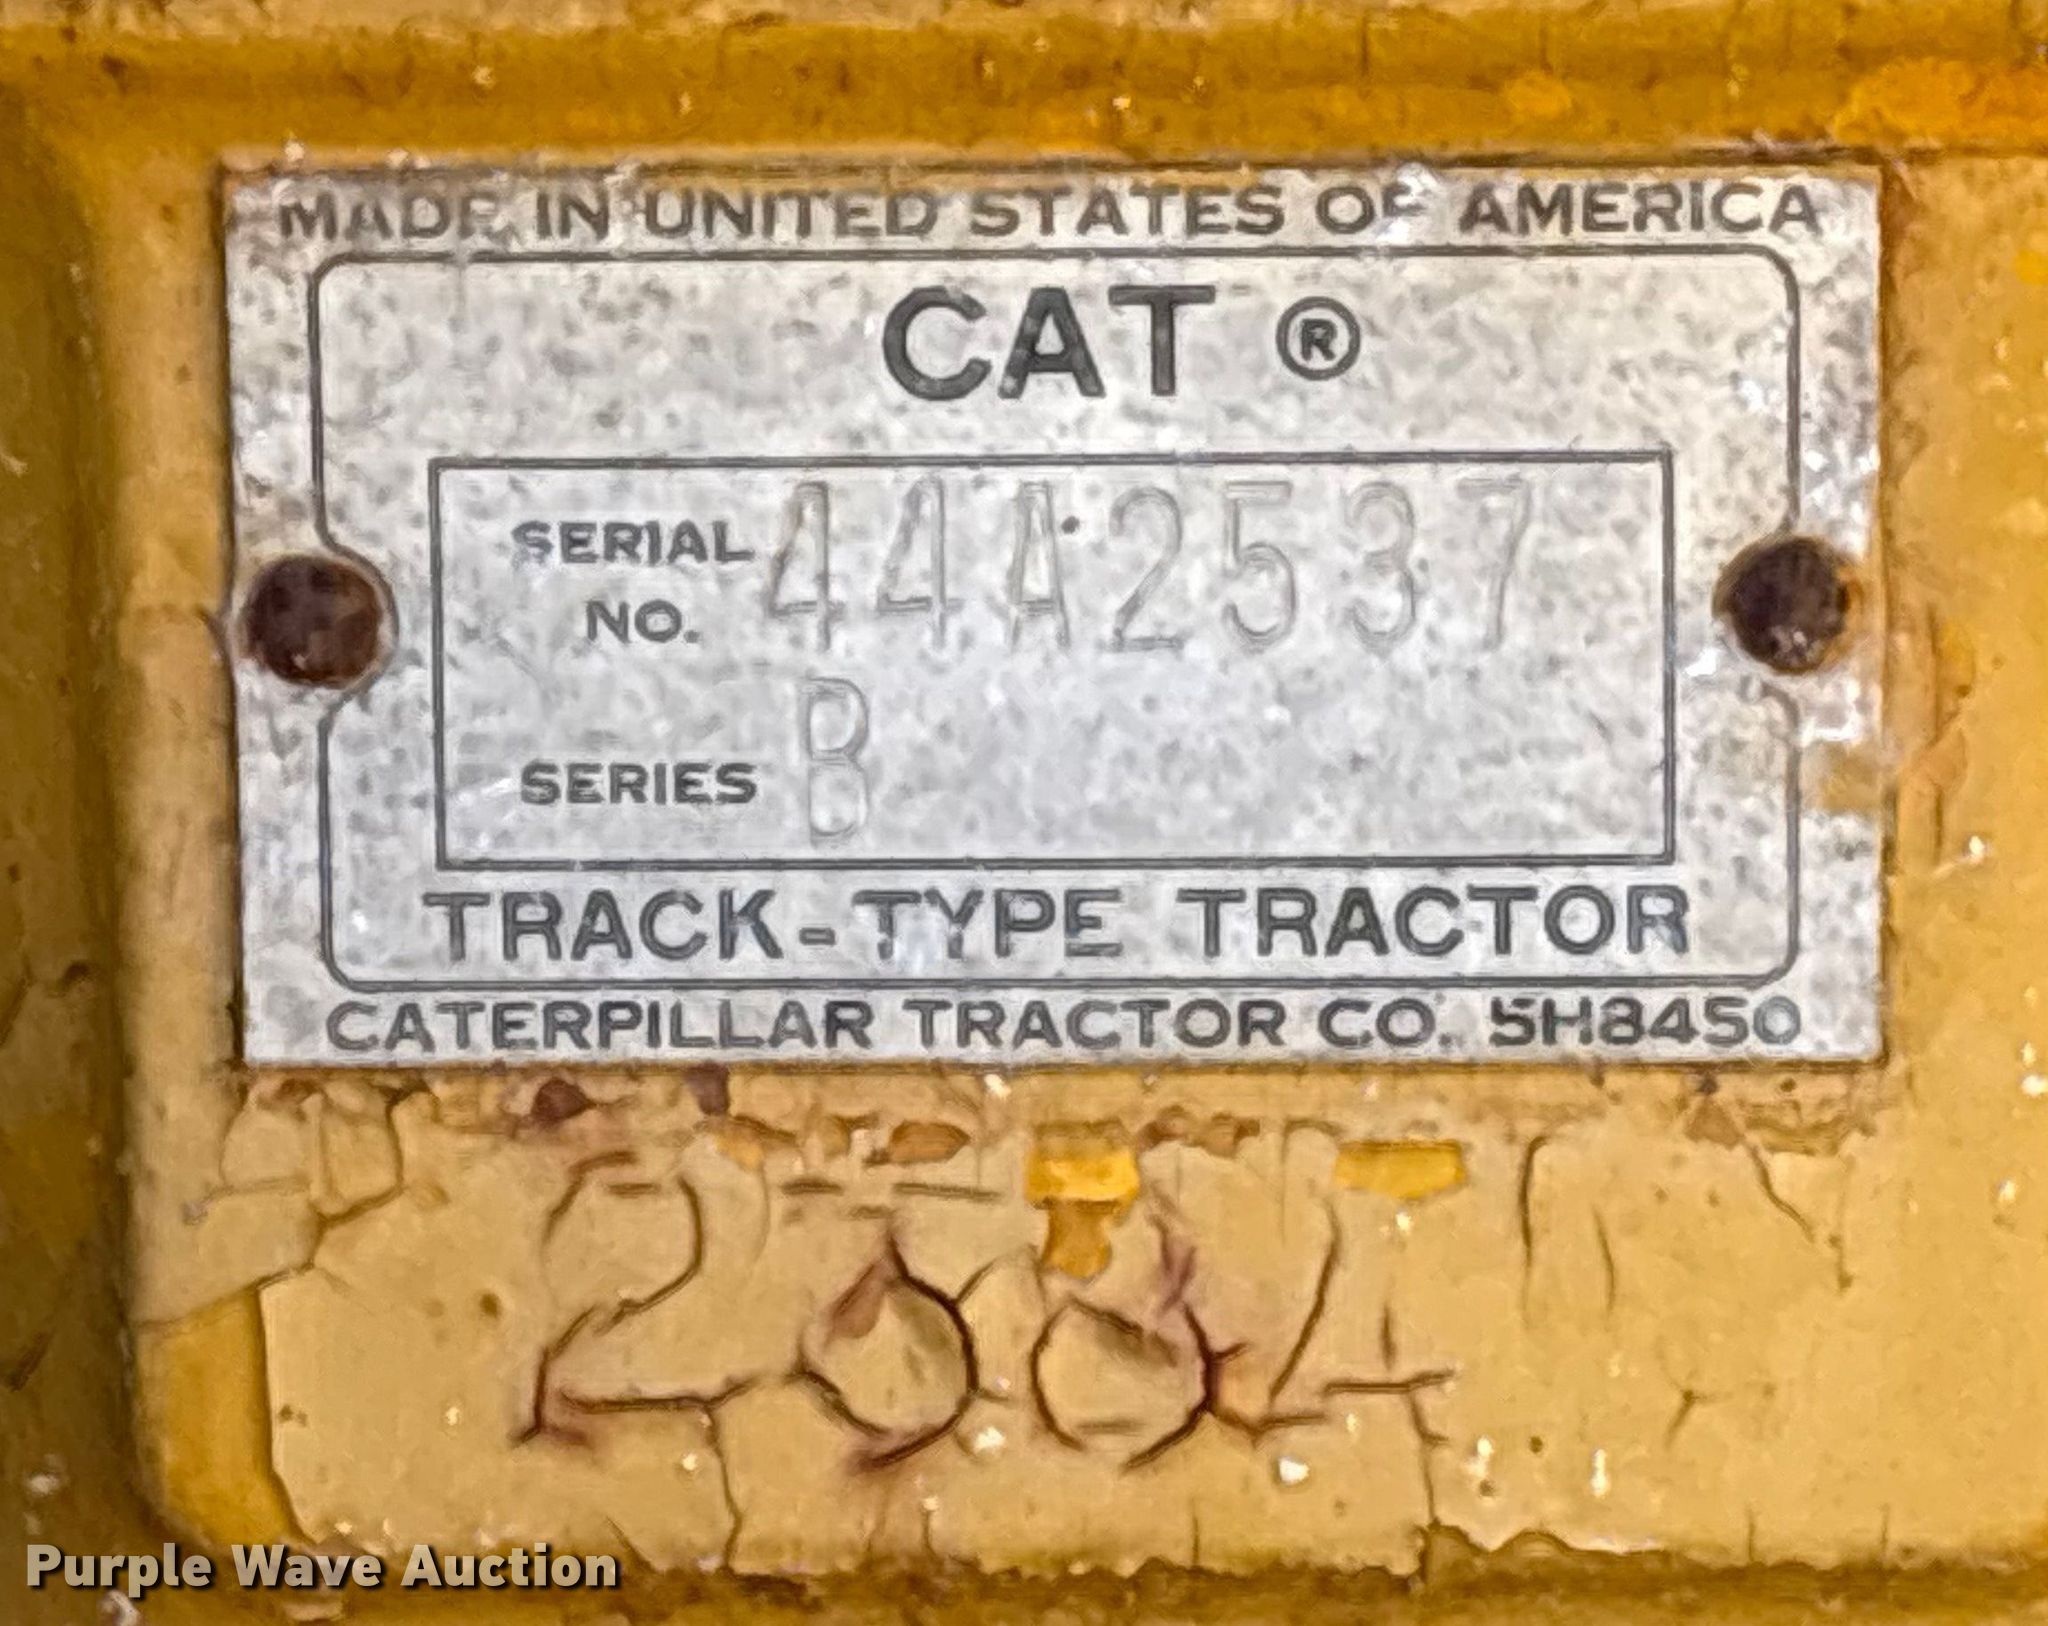 MADE IN UNITED STATES OF AMERICA
CAT ®
SERIAL NO. 44A2537
SERIES B
TRACK-TYPE TRACTOR
CATERPILLAR TRACTOR CO. 5H8450
Purple Wave Auction